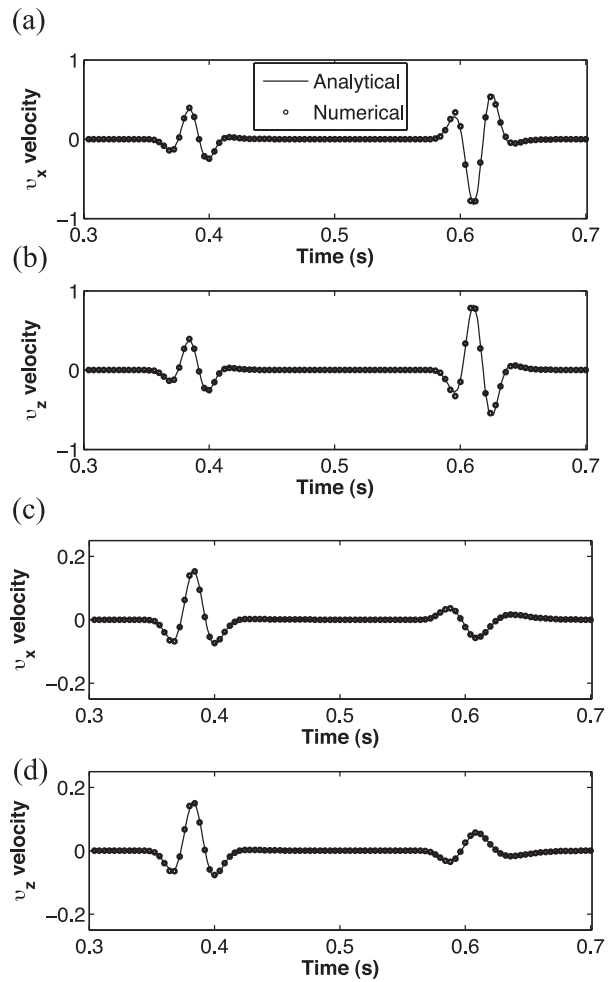 (a)
1
0
−1
υx velocity
Analytical
Numerical
0.3 0.4 0.5 0.6 0.7
Time (s)
(b)
1
0
−1
υz velocity
0.3 0.4 0.5 0.6 0.7
Time (s)
(c)
0.2
0
−0.2
υx velocity
0.3 0.4 0.5 0.6 0.7
Time (s)
(d)
0.2
0
−0.2
υz velocity
0.3 0.4 0.5 0.6 0.7
Time (s)